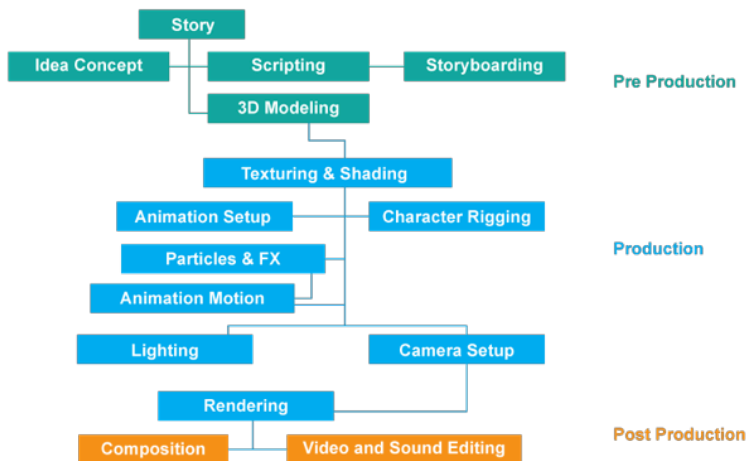 Story
Idea Concept
Scripting
Storyboarding
Pre Production
3D Modeling
Texturing & Shading
Animation Setup
Character Rigging
Production
Particles & FX
Animation Motion
Lighting
Camera Setup
Rendering
Post Production
Composition
Video and Sound Editing